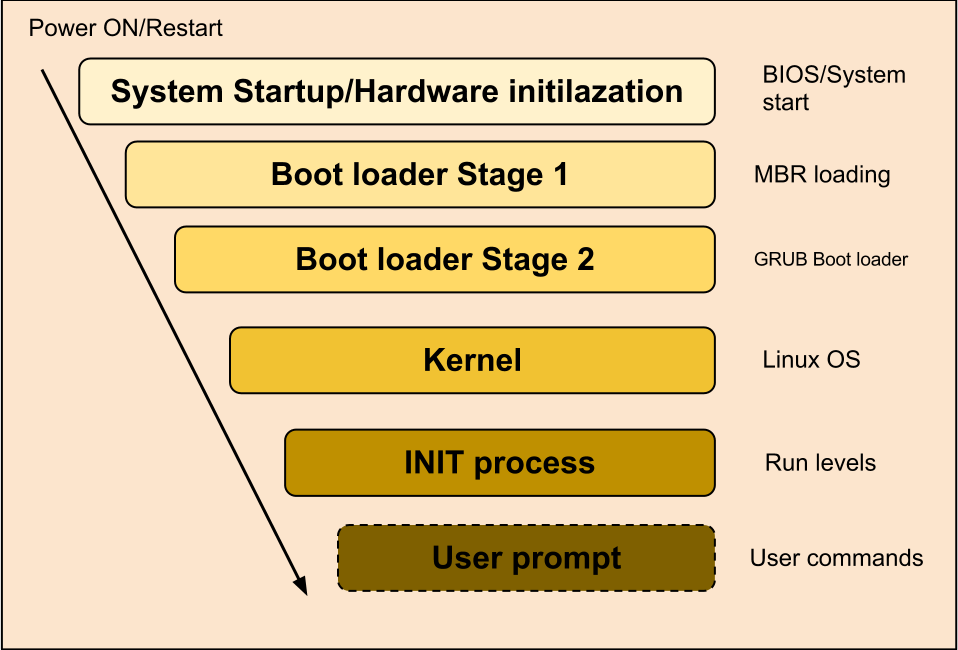 Power ON/Restart
System Startup/Hardware initilazation
BIOS/System
start
Boot loader Stage 1
MBR loading
Boot loader Stage 2
GRUB Boot loader
Kernel
Linux OS
INIT process
Run levels
User prompt
User commands